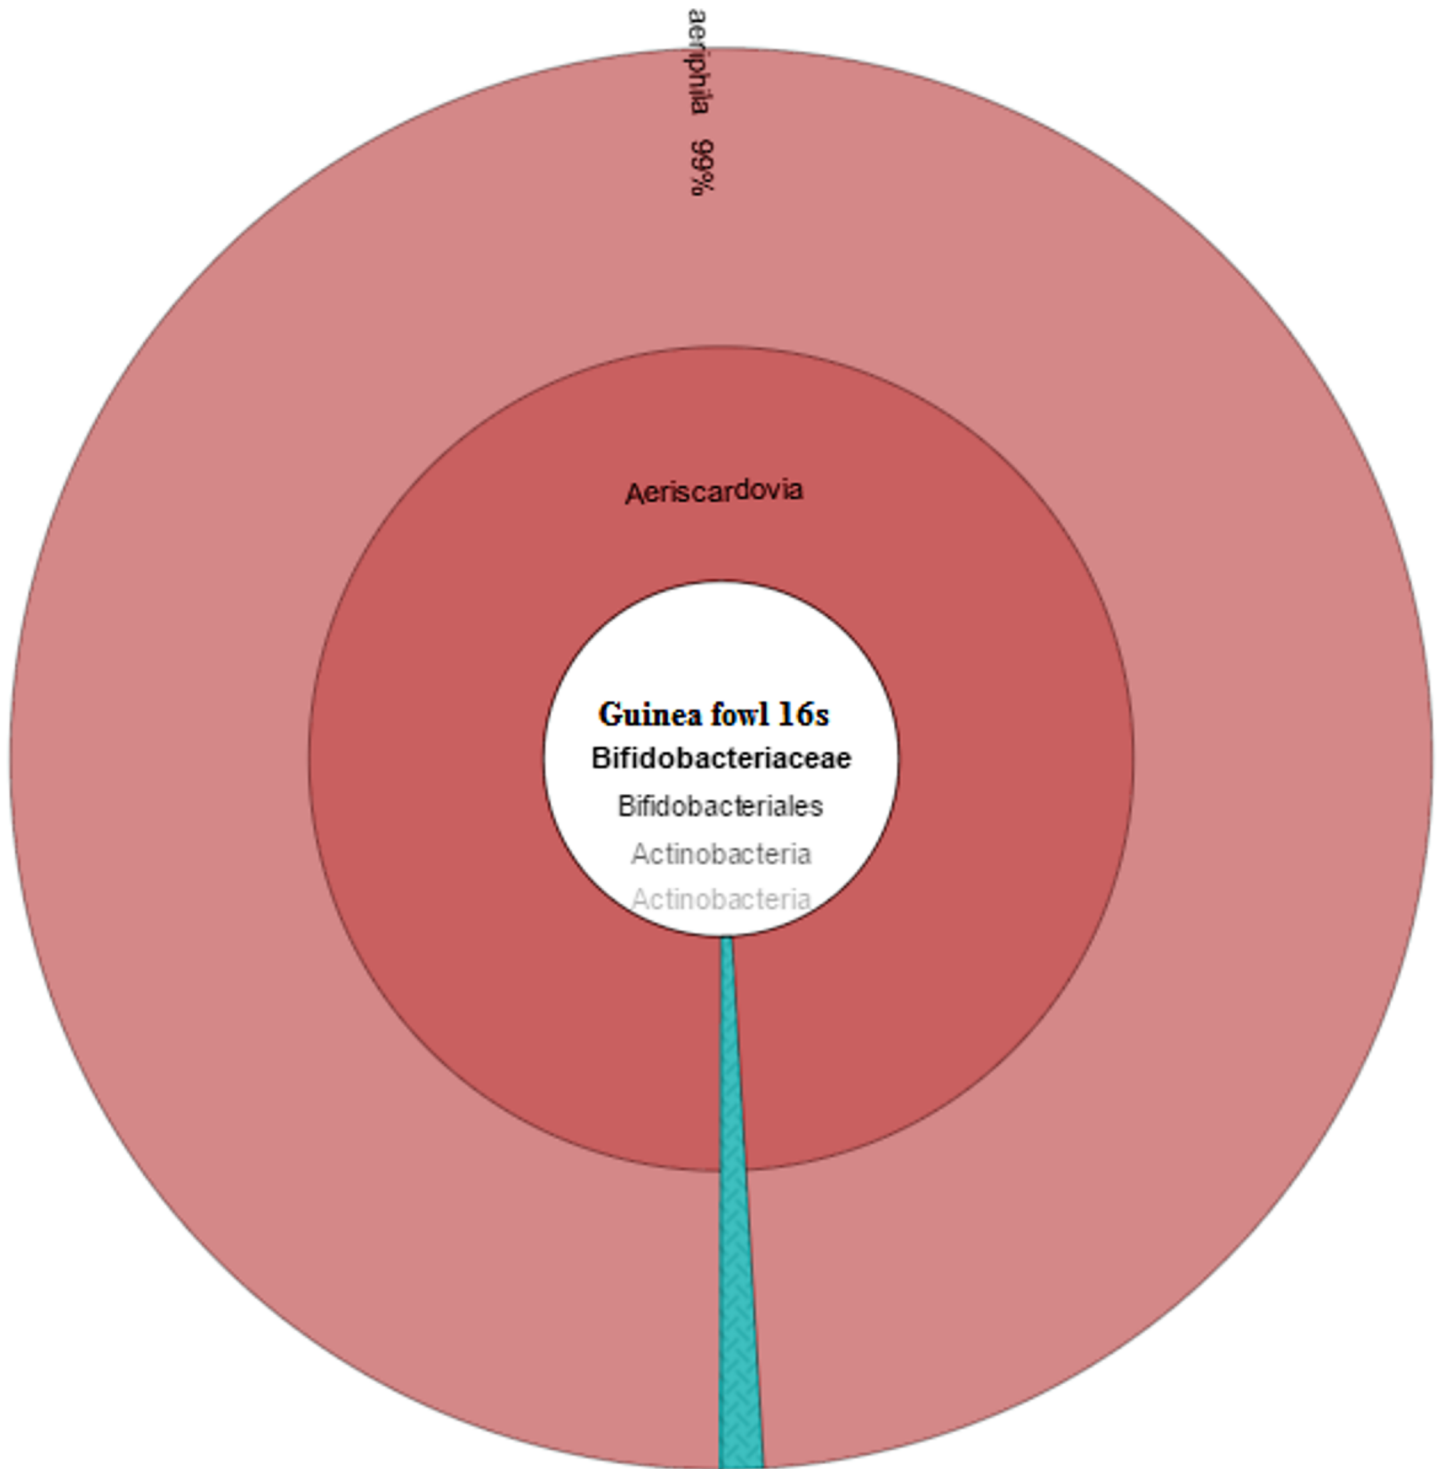 aeriphila 99%
Aeriscardovia
Guinea fowl 16s
Bifidobacteriaceae
Bifidobacteriales
Actinobacteria
Actinobacteria